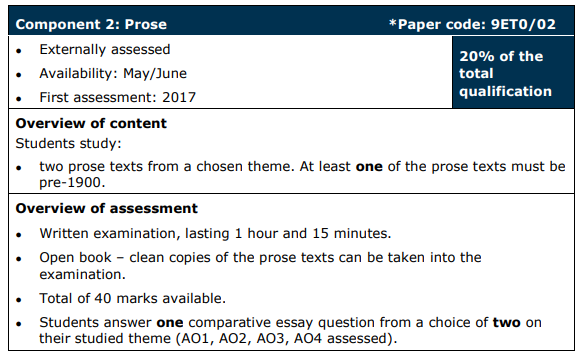 Component 2: Prose *Paper code: 9ET0/02
• Externally assessed
• Availability: May/June
• First assessment: 2017
20% of the
total
qualification
Overview of content
Students study:
• two prose texts from a chosen theme. At least one of the prose texts must be
pre-1900.
Overview of assessment
• Written examination, lasting 1 hour and 15 minutes.
• Open book – clean copies of the prose texts can be taken into the
examination.
• Total of 40 marks available.
• Students answer one comparative essay question from a choice of two on
their studied theme (AO1, AO2, AO3, AO4 assessed).